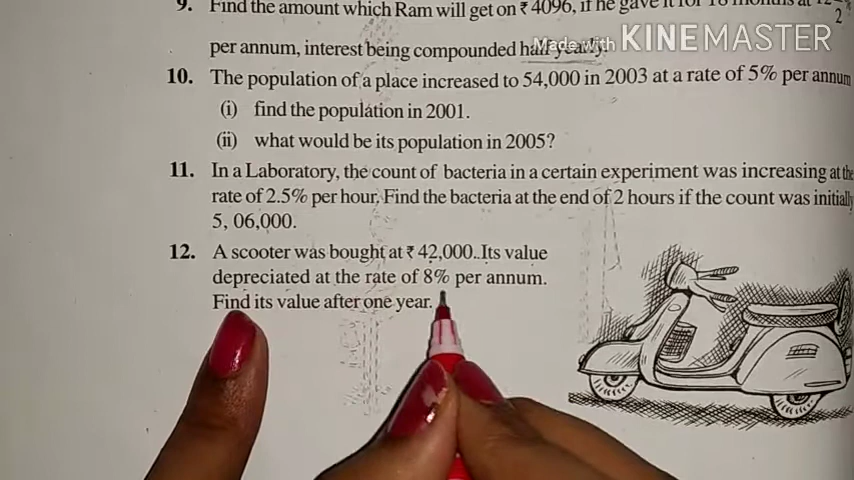 9. Find the amount which Ram will get on ₹ 4096, if he gave it for 18 months at 12 1/2 %
per annum, interest being compounded half yearly.
Made with KINEMASTER
10. The population of a place increased to 54,000 in 2003 at a rate of 5% per annum
(i) find the population in 2001.
(ii) what would be its population in 2005?
11. In a Laboratory, the count of bacteria in a certain experiment was increasing at the
rate of 2.5% per hour. Find the bacteria at the end of 2 hours if the count was initially
5, 06,000.
12. A scooter was bought at ₹ 42,000. Its value
depreciated at the rate of 8% per annum.
Find its value after one year.